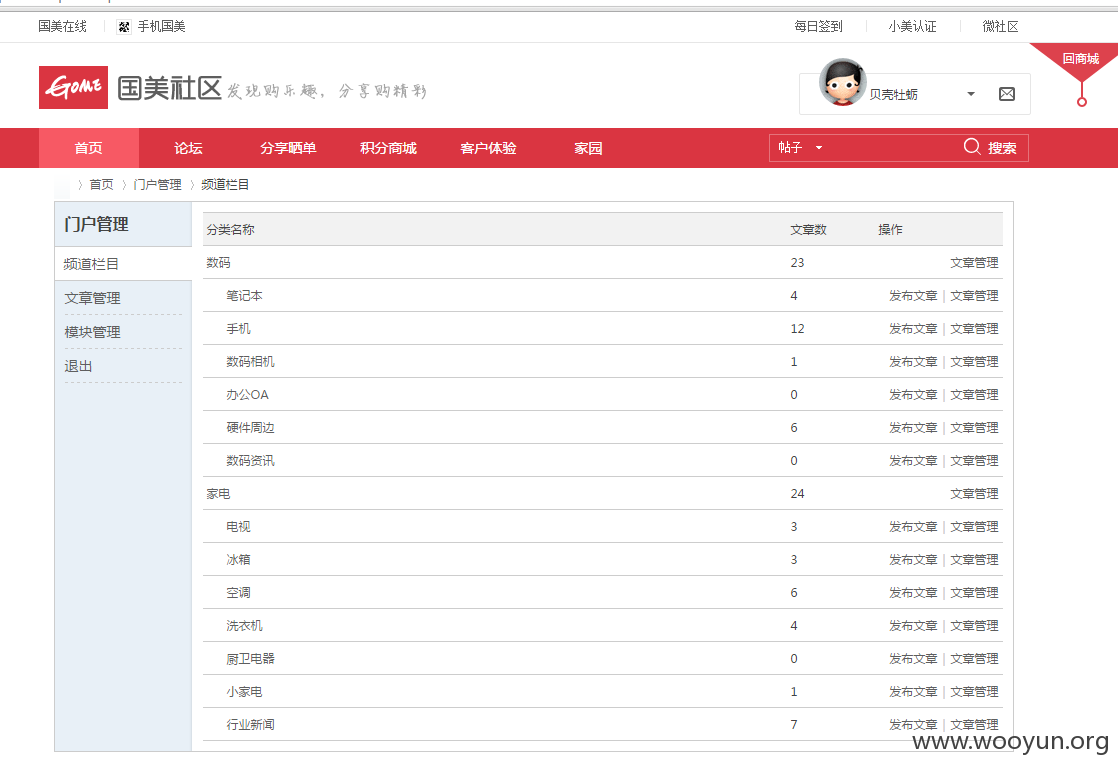 国美在线 手机国美 每日签到 小美认证 微社区
回商城
GOME 国美社区 发现购乐趣，分享购精彩
贝壳牡蛎
首页 论坛 分享晒单 积分商城 客户体验 家园 帖子 搜索
〉首页 〉门户管理 〉频道栏目
门户管理
频道栏目
文章管理
模块管理
退出
分类名称 文章数 操作
数码 23 文章管理
笔记本 4 发布文章 | 文章管理
手机 12 发布文章 | 文章管理
数码相机 1 发布文章 | 文章管理
办公OA 0 发布文章 | 文章管理
硬件周边 6 发布文章 | 文章管理
数码资讯 0 发布文章 | 文章管理
家电 24 文章管理
电视 3 发布文章 | 文章管理
冰箱 3 发布文章 | 文章管理
空调 6 发布文章 | 文章管理
洗衣机 4 发布文章 | 文章管理
厨卫电器 0 发布文章 | 文章管理
小家电 1 发布文章 | 文章管理
行业新闻 7 发布文章 | 文章管理
www.wooyun.org